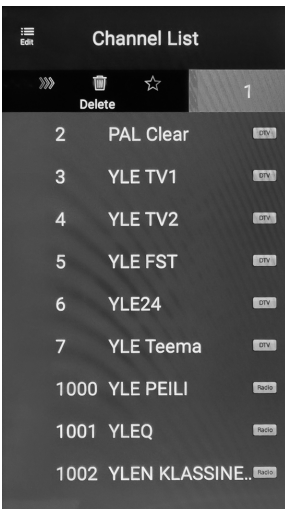 Edit
Channel List
Delete
1
2 PAL Clear DTV
3 YLE TV1 DTV
4 YLE TV2 DTV
5 YLE FST DTV
6 YLE24 DTV
7 YLE Teema DTV
1000 YLE PEILI Radio
1001 YLEQ Radio
1002 YLEN KLASSINE.. Radio